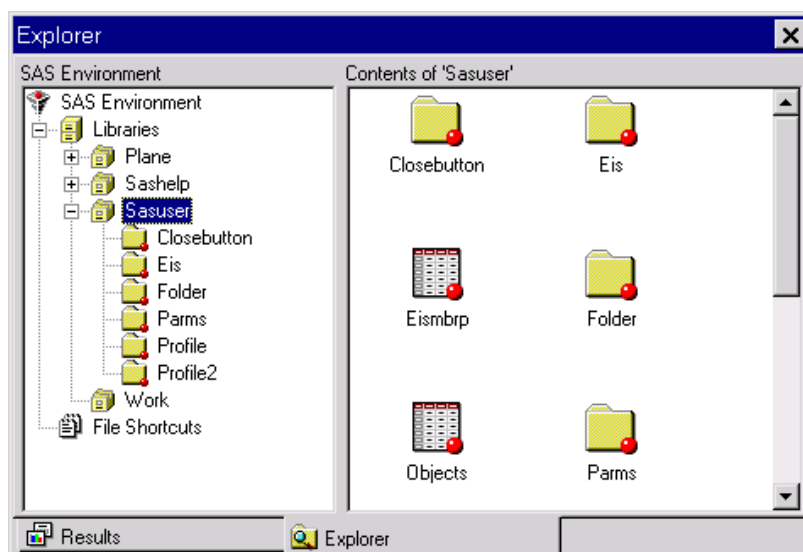 Explorer
SAS Environment
Contents of 'Sasuser'
SAS Environment
Libraries
Plane
Sashelp
Sasuser
Closebutton
Eis
Folder
Parms
Profile
Profile2
Work
File Shortcuts
Closebutton
Eis
Eismbrp
Folder
Objects
Parms
Results
Explorer